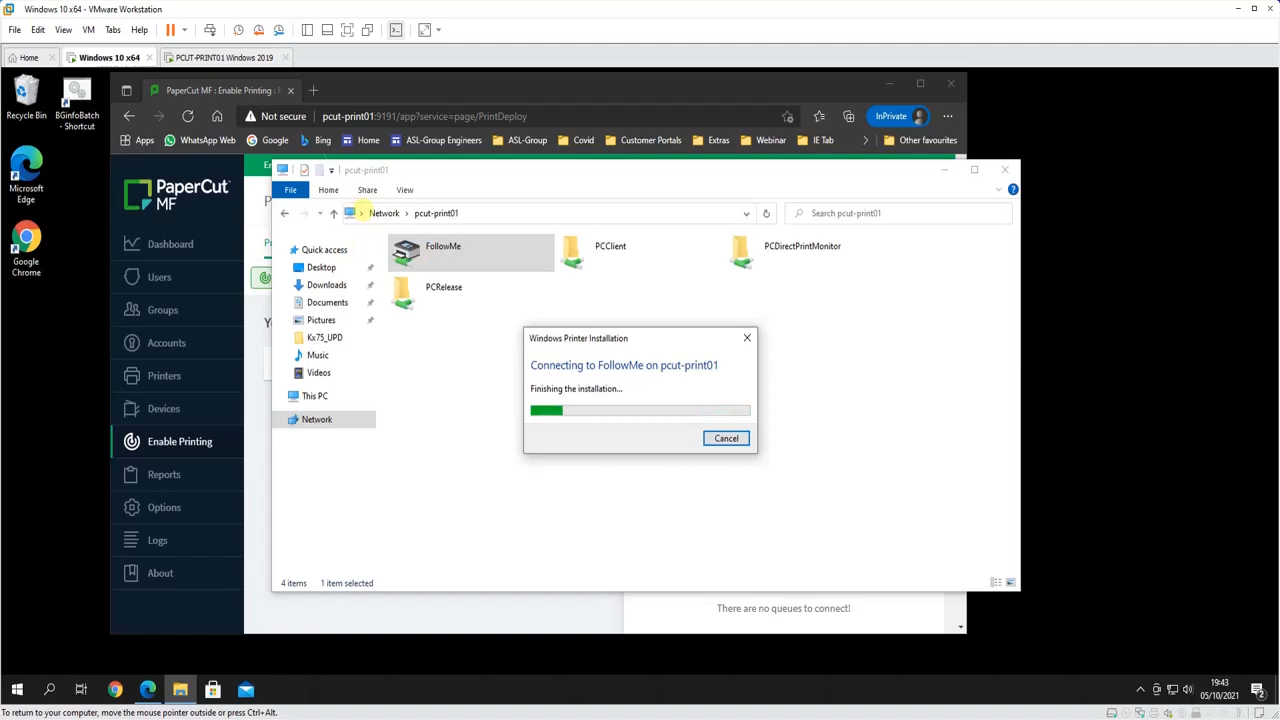 Windows 10 x64 - VMware Workstation
File Edit View VM Tabs Help
Home Windows 10 x64 PCUT-PRINT01 Windows 2019
Recycle Bin
BGinfoBatch - Shortcut
Microsoft Edge
Google Chrome
PaperCut MF : Enable Printing :
Not secure pcut-print01:9191/app?service=page/PrintDeploy InPrivate
Apps WhatsApp Web Google Bing Home ASL-Group Engineers ASL-Group Covid Customer Portals Extras Webinar IE Tab Other favourites
PaperCut MF
Dashboard
Users
Groups
Accounts
Printers
Devices
Enable Printing
Reports
Options
Logs
About
pcut-print01
File Home Share View
Network pcut-print01 Search pcut-print01
Quick access
Desktop
Downloads
Documents
Pictures
Kx75_UPD
Music
Videos
This PC
Network
FollowMe PCClient PCDirectPrintMonitor
PCRelease
Windows Printer Installation
Connecting to FollowMe on pcut-print01
Finishing the installation...
Cancel
4 items 1 item selected
There are no queues to connect!
19:43
05/10/2021
2
To return to your computer, move the mouse pointer outside or press Ctrl+Alt.